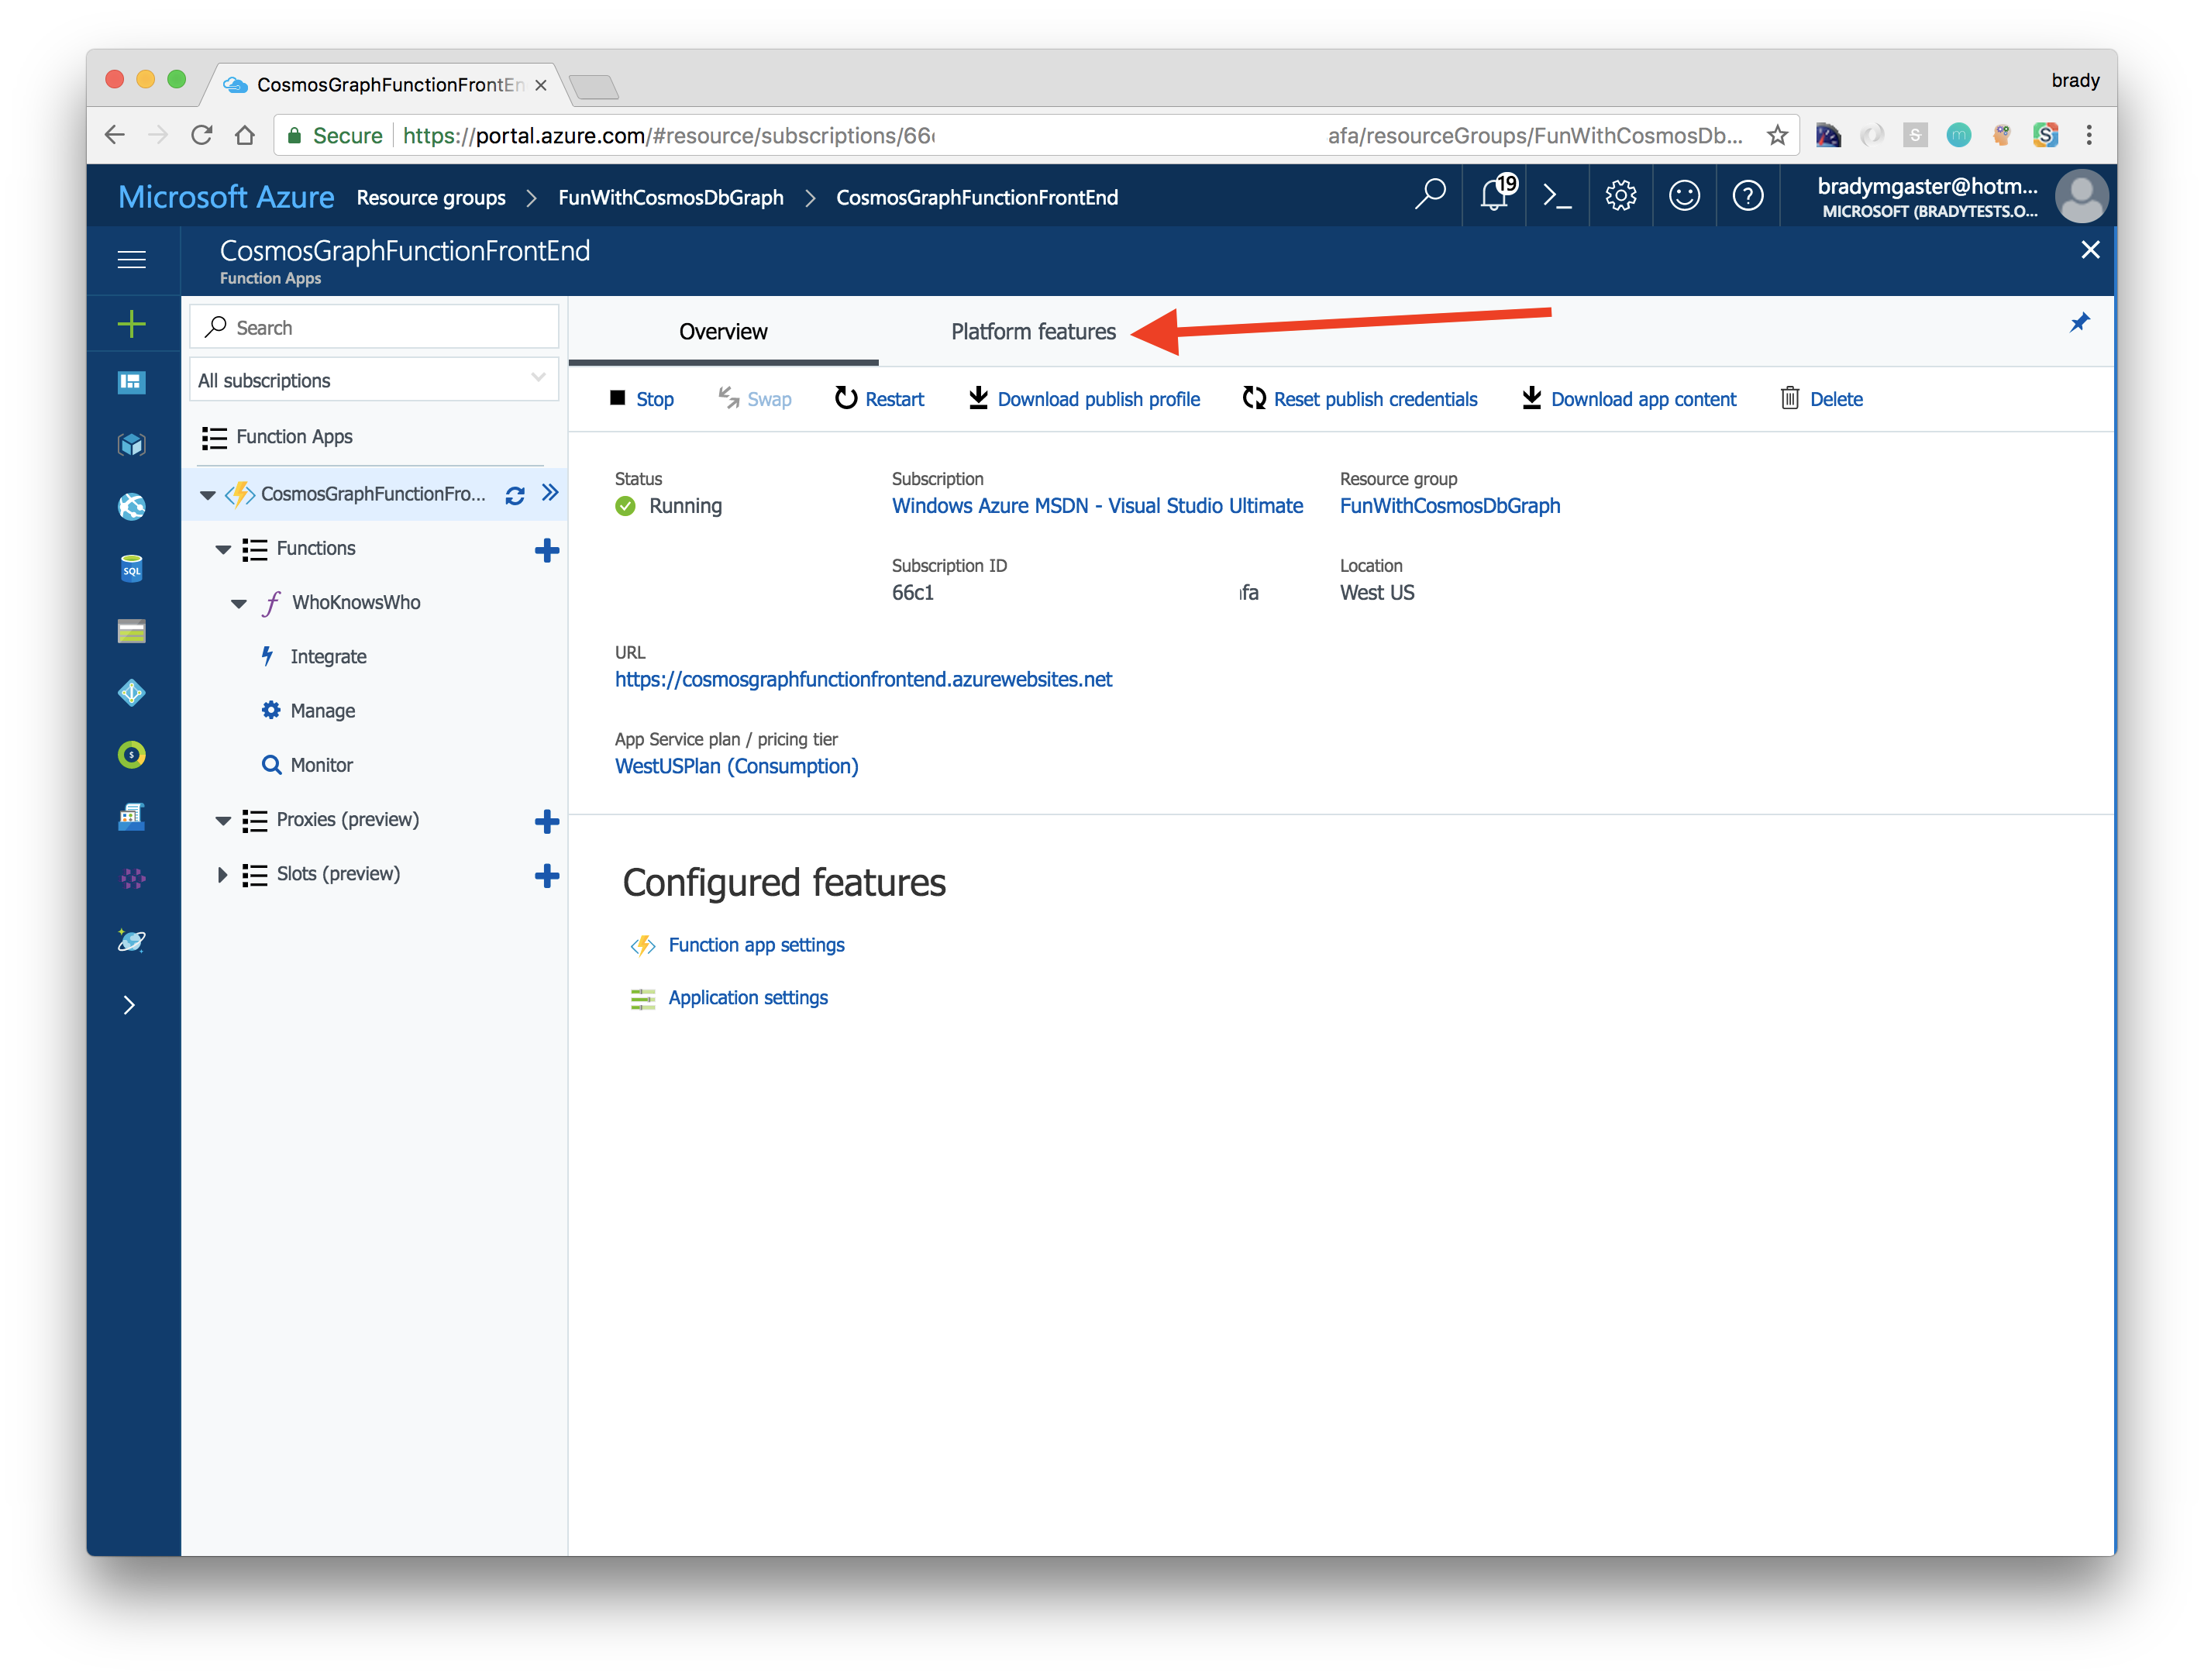 CosmosGraphFunctionFrontEn
brady
Secure https://portal.azure.com/#resource/subscriptions/66 afa/resourceGroups/FunWithCosmosDb...
Microsoft Azure Resource groups > FunWithCosmosDbGraph > CosmosGraphFunctionFrontEnd
19
bradymgaster@hotm...
MICROSOFT (BRADYTESTS.O...
CosmosGraphFunctionFrontEnd
Function Apps
Search
All subscriptions
Function Apps
CosmosGraphFunctionFro...
Functions
WhoKnowsWho
Integrate
Manage
Monitor
Proxies (preview)
Slots (preview)
SQL
Overview Platform features
Stop Swap Restart Download publish profile Reset publish credentials Download app content Delete
Status Subscription Resource group
Running Windows Azure MSDN - Visual Studio Ultimate FunWithCosmosDbGraph
Subscription ID Location
66c1 fa West US
URL
https://cosmosgraphfunctionfrontend.azurewebsites.net
App Service plan / pricing tier
WestUSPlan (Consumption)
Configured features
Function app settings
Application settings